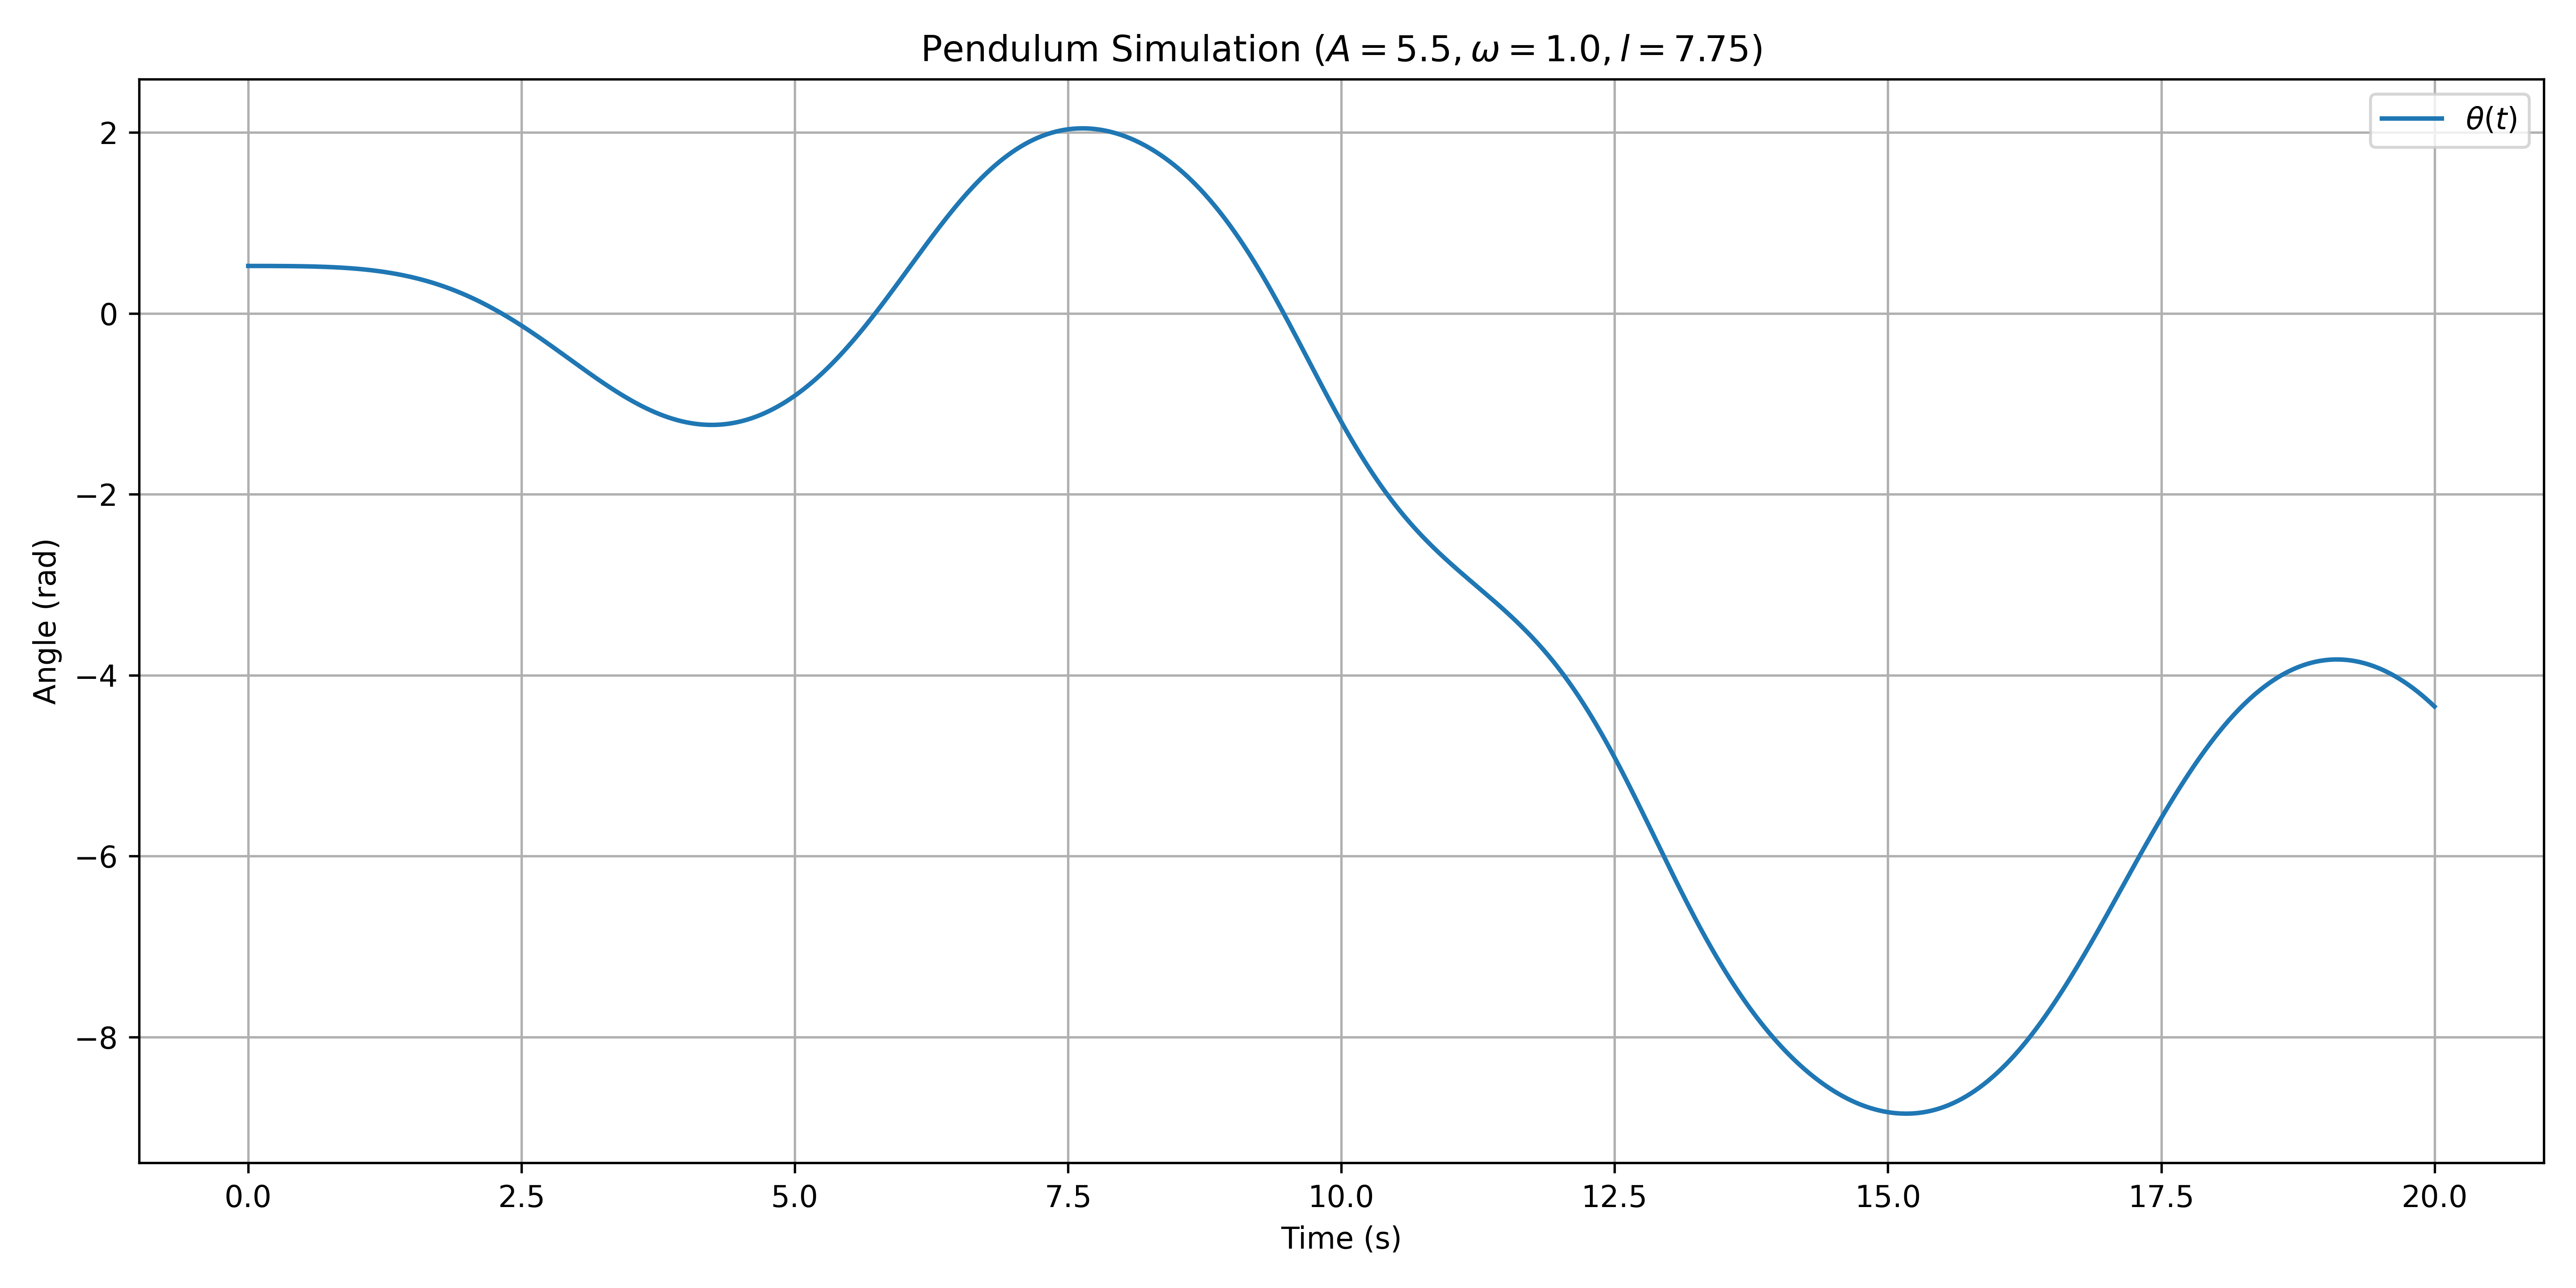 Pendulum Simulation (A = 5.5, ω = 1.0, l = 7.75)
θ(t)
Angle (rad)
2
0
−2
−4
−6
−8
0.0 2.5 5.0 7.5 10.0 12.5 15.0 17.5 20.0
Time (s)